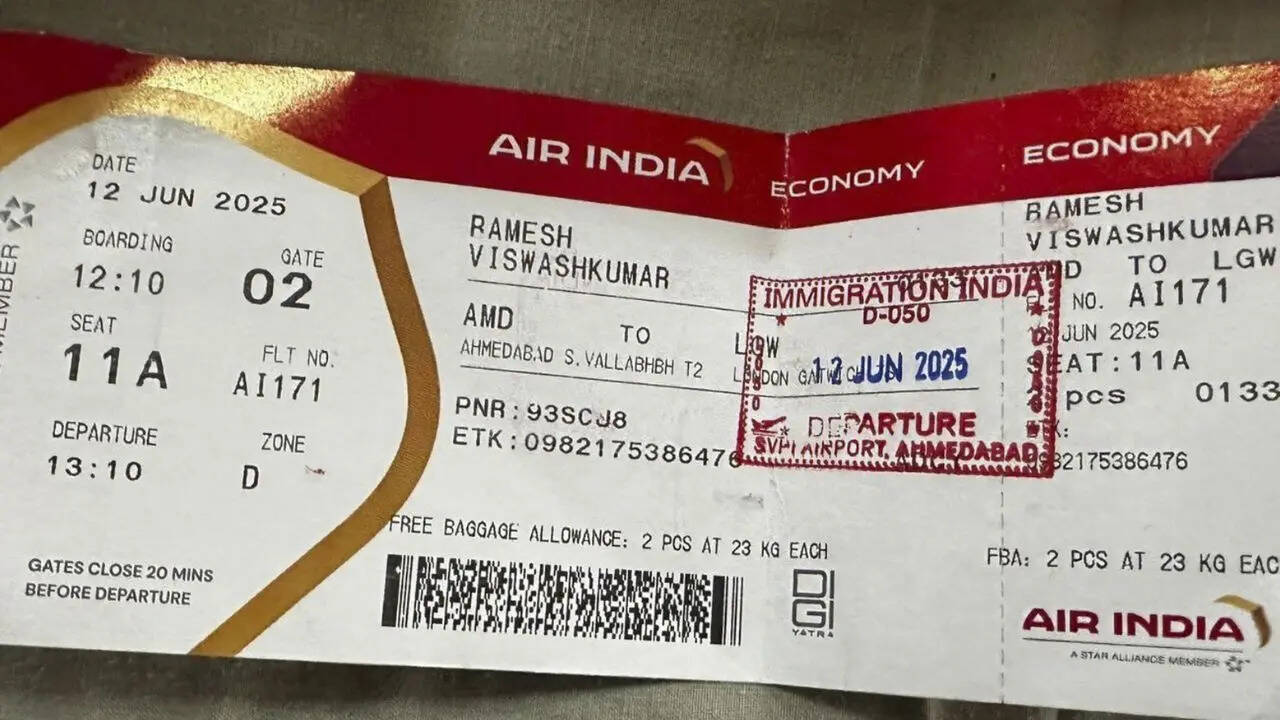 AIR INDIA
ECONOMY
ECONOMY
DATE
12 JUN 2025
BOARDING
12:10
GATE
02
SEAT
11A
FLT NO.
AI171
DEPARTURE
13:10
ZONE
D
GATES CLOSE 20 MINS
BEFORE DEPARTURE
MEMBER
RAMESH
VISWASHKUMAR
AMD TO LGW
AHMEDABAD S.VALLABHBH T2
PNR:93SCJ8
ETK:0982175386476
FREE BAGGAGE ALLOWANCE: 2 PCS AT 23 KG EACH
DIGI
YATRA
IMMIGRATION INDIA
D-050
12 JUN 2025
DEPARTURE
SVPI AIRPORT, AHMEDABAD
RAMESH
VISWASHKUMAR
TO LGW
NO. AI171
JUN 2025
SEAT:11A
pcs 0133
2175386476
FBA: 2 PCS AT 23 KG EAC
AIR INDIA
A STAR ALLIANCE MEMBER